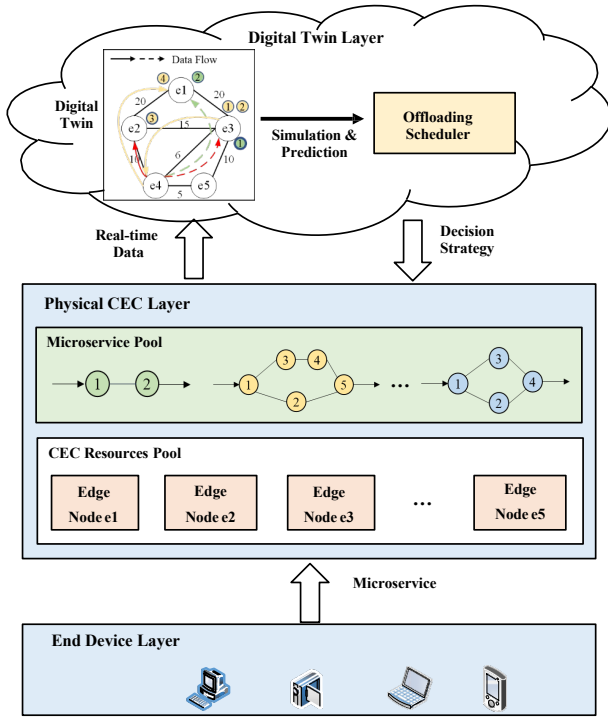 Digital Twin Layer
Data Flow
Digital
Twin
4
2
e1
1 2
20
20
3
e2
15
e3
1
10
6
10
e4
e5
5
Simulation &
Prediction
Offloading
Scheduler
Real-time
Data
Decision
Strategy
Physical CEC Layer
Microservice Pool
1 2
1 3 4 2 5
...
1 3 2 4
CEC Resources Pool
Edge
Node e1
Edge
Node e2
Edge
Node e3
...
Edge
Node e5
Microservice
End Device Layer